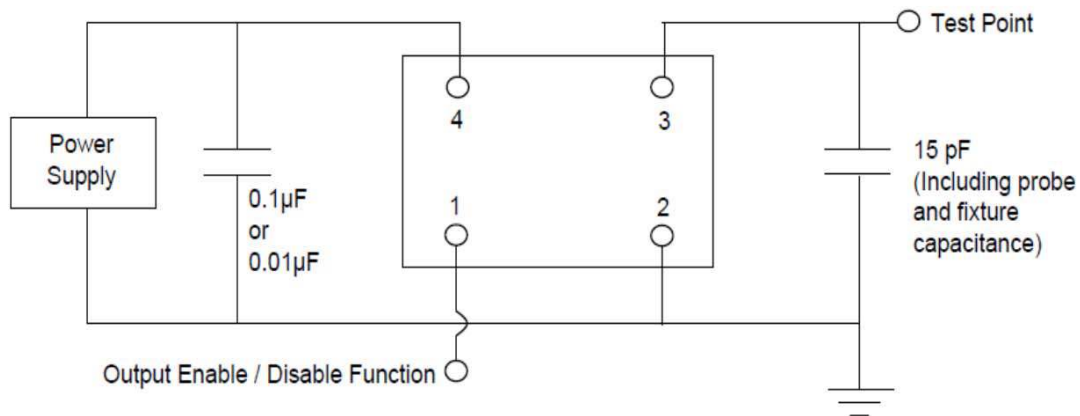 Test Point
4
3
Power
Supply
15 pF
(Including probe
and fixture
capacitance)
0.1µF
or
0.01µF
1
2
Output Enable / Disable Function